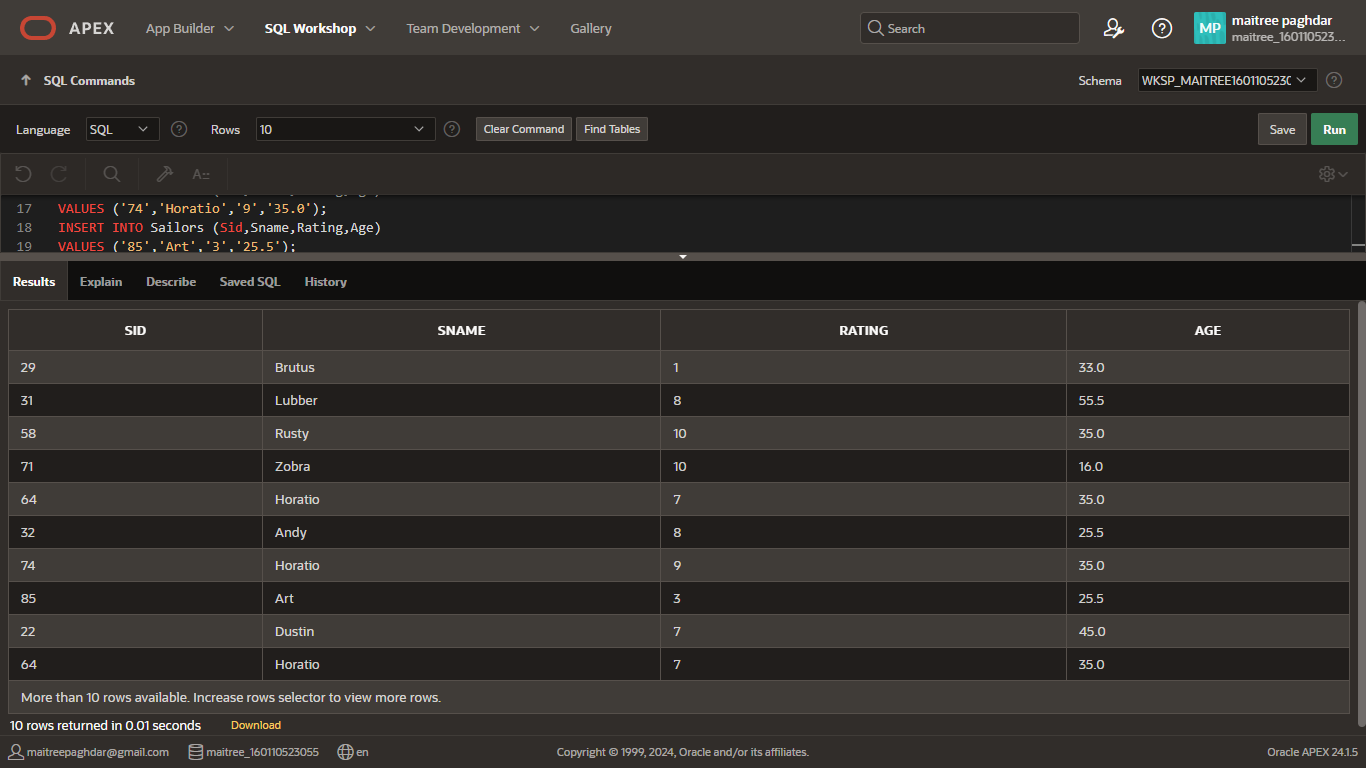 APEX App Builder SQL Workshop Team Development Gallery Search MP maitree paghdar
maitree_160110523...
SQL Commands Schema WKSP_MAITREE160110523
Language SQL Rows 10 Clear Command Find Tables Save Run
A::
17 VALUES ('74','Horatio','9','35.0');
18 INSERT INTO Sailors (Sid,Sname,Rating,Age)
19 VALUES ('85','Art','3','25.5');
Results Explain Describe Saved SQL History
SID SNAME RATING AGE
29 Brutus 1 33.0
31 Lubber 8 55.5
58 Rusty 10 35.0
71 Zobra 10 16.0
64 Horatio 7 35.0
32 Andy 8 25.5
74 Horatio 9 35.0
85 Art 3 25.5
22 Dustin 7 45.0
64 Horatio 7 35.0
More than 10 rows available. Increase rows selector to view more rows.
10 rows returned in 0.01 seconds Download
maitreepaghdar@gmail.com maitree_160110523055 en Copyright © 1999, 2024, Oracle and/or its affiliates. Oracle APEX 24.1.5